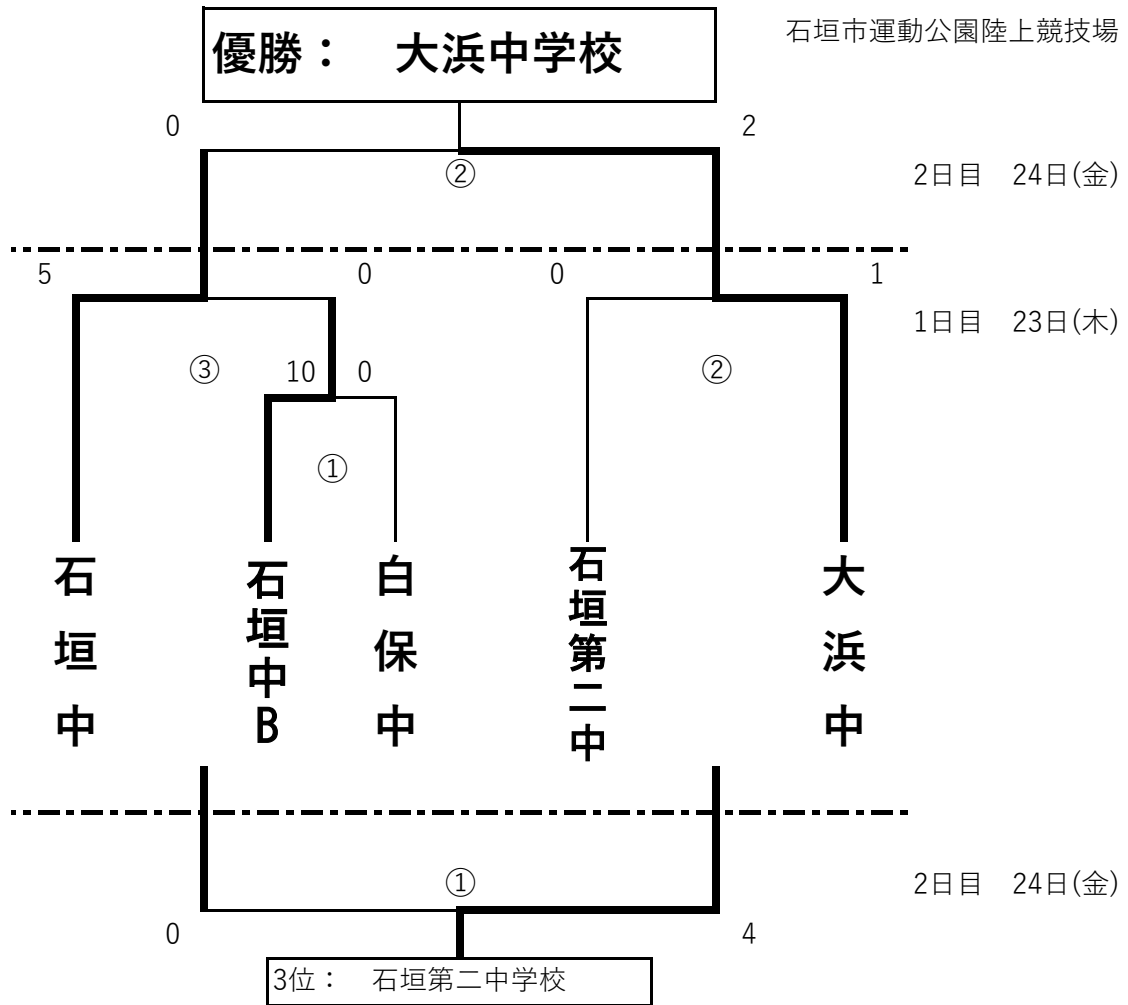 優勝：　大浜中学校
石垣市運動公園陸上競技場
0
2
②
2日目　24日(金)
5
0
0
1
1日目　23日(木)
③
10
0
②
①
石垣中
石垣中B
白保中
石垣第二中
大浜中
①
2日目　24日(金)
0
4
3位：　石垣第二中学校